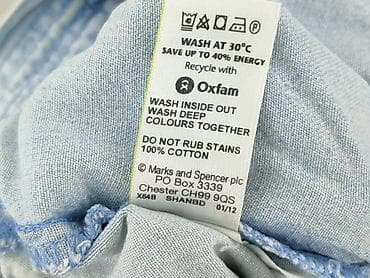 WASH AT 30°C
SAVE UP TO 40% ENERGY
Recycle with
Oxfam
WASH INSIDE OUT
WASH DEEP
COLOURS TOGETHER
DO NOT RUB STAINS
100% COTTON
© Marks and Spencer plc
PO Box 3339
Chester CH99 9QS
X64B SHANBD 01/12